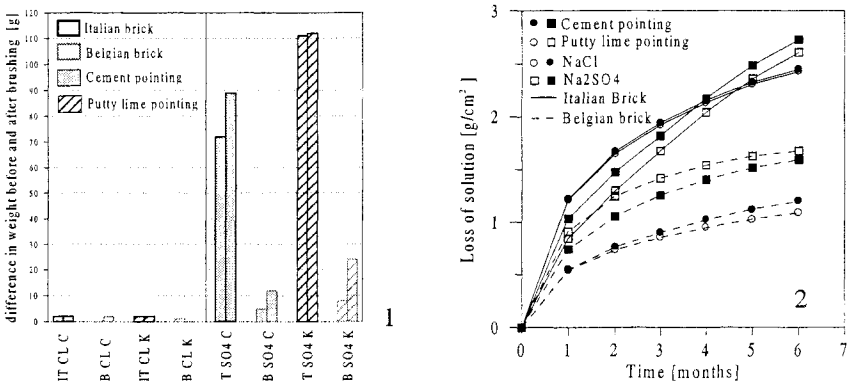 difference in weight before and after brushing [g]
120
110
100
90
80
70
60
50
40
30
20
10
0
Italian brick
Belgian brick
Cement pointing
Putty lime pointing
IT CL C
B CL C
IT CL K
B CL K
T SO4 C
B SO4 C
T SO4 K
B SO4 K
1
Loss of solution [g/cm²]
3
2
1
0
Cement pointing
Putty lime pointing
NaCl
Na2SO4
Italian Brick
Belgian brick
2
0 1 2 3 4 5 6 7
Time [months]